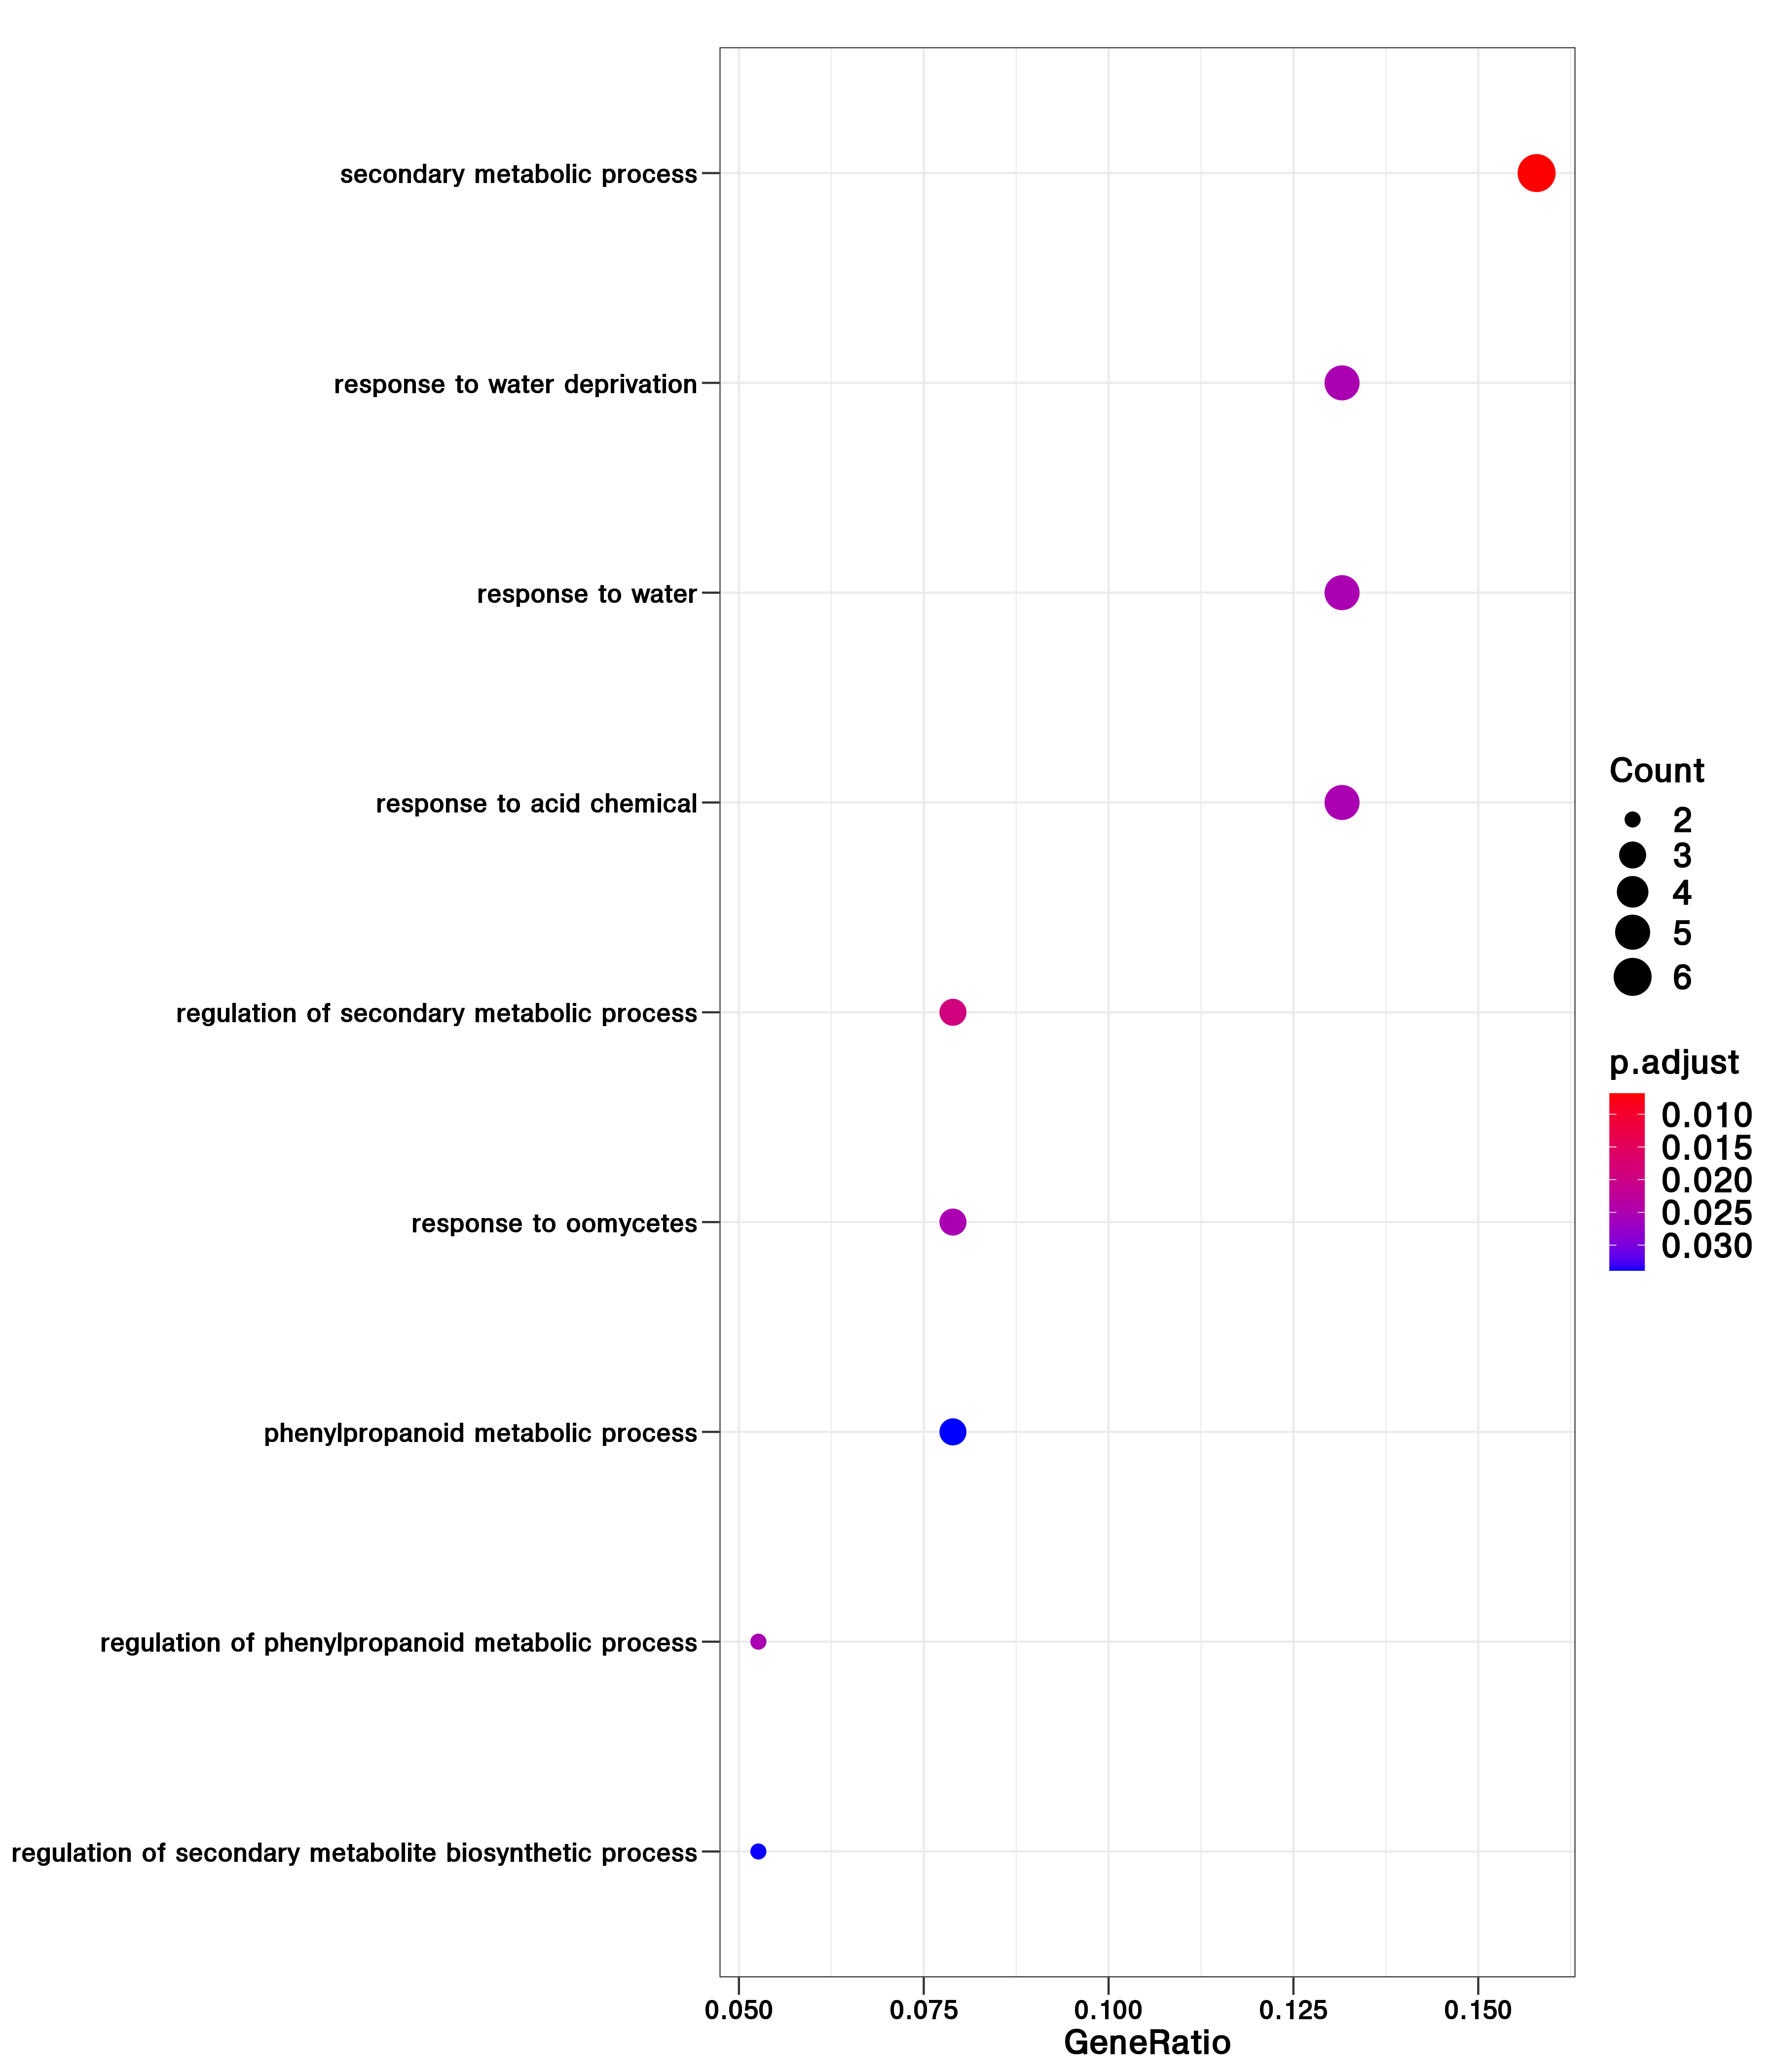 secondary metabolic process
response to water deprivation
response to water
response to acid chemical
regulation of secondary metabolic process
response to oomycetes
phenylpropanoid metabolic process
regulation of phenylpropanoid metabolic process
regulation of secondary metabolite biosynthetic process
0.050 0.075 0.100 0.125 0.150
GeneRatio
Count
2
3
4
5
6
p.adjust
0.010
0.015
0.020
0.025
0.030